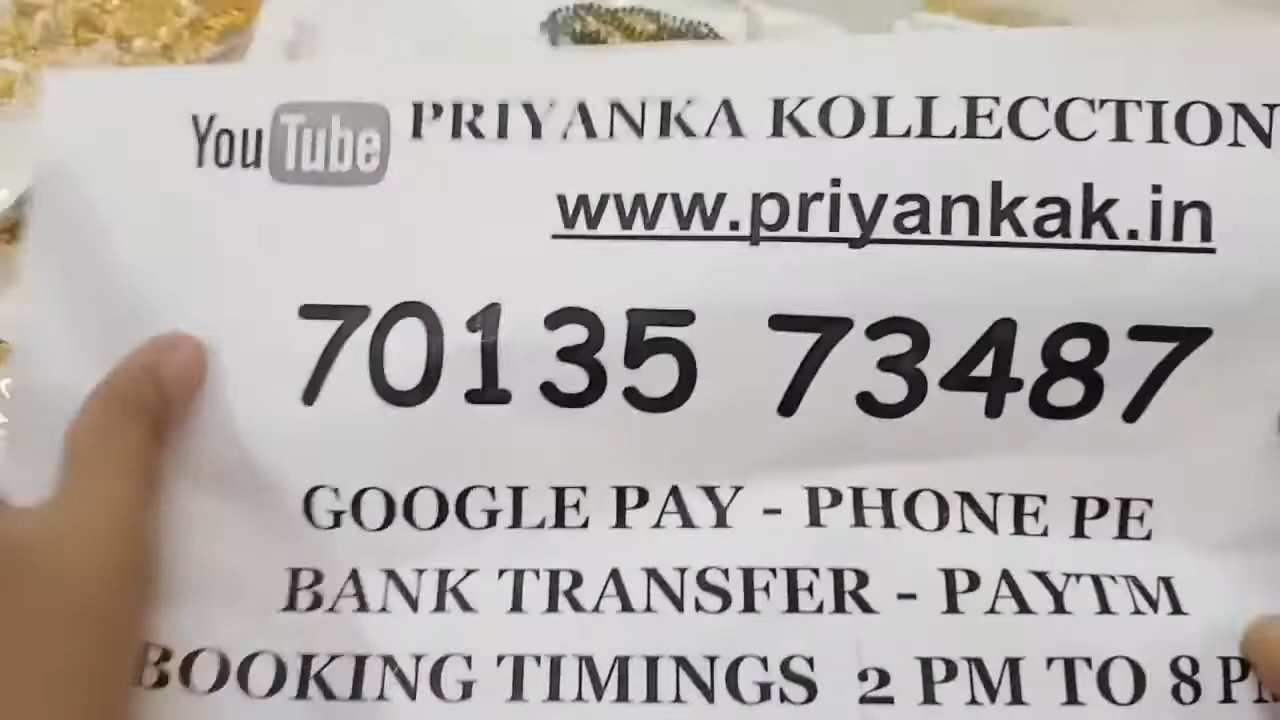 YouTube PRIYANKA KOLLECCTION
www.priyankak.in
70135 73487
GOOGLE PAY - PHONE PE
BANK TRANSFER - PAYTM
BOOKING TIMINGS 2 PM TO 8 PM